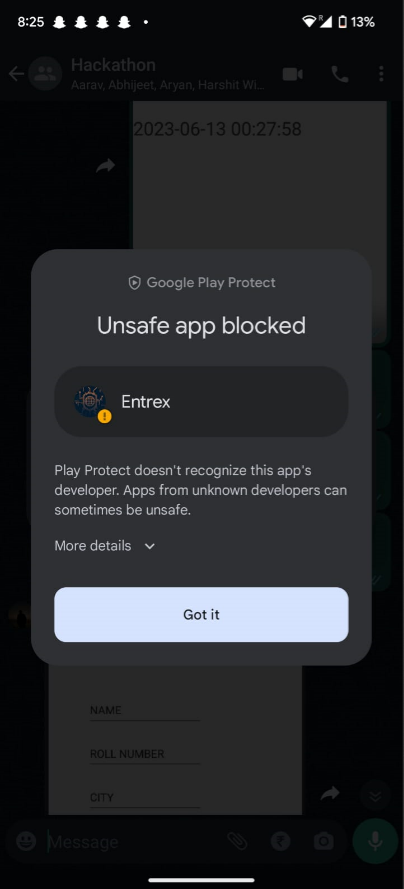 8:25
R
13%
Hackathon
Aarav, Abhijeet, Aryan, Harshit Wi...
2023-06-13 00:27:58
Google Play Protect
Unsafe app blocked
Entrex
Play Protect doesn't recognize this app's
developer. Apps from unknown developers can
sometimes be unsafe.
More details
Got it
NAME
ROLL NUMBER
CITY
Message